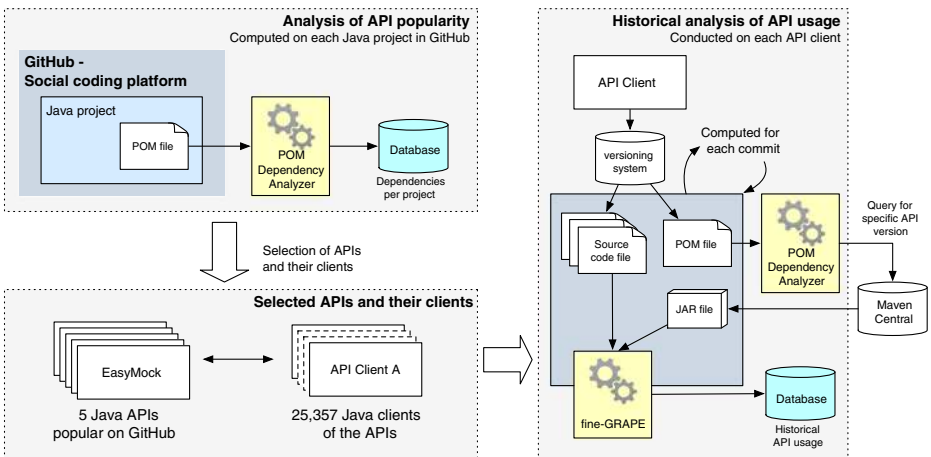 Analysis of API popularity
Computed on each Java project in GitHub
GitHub -
Social coding platform
Java project
POM file
POM
Dependency
Analyzer
Database
Dependencies
per project
Selection of APIs
and their clients
Selected APIs and their clients
EasyMock
5 Java APIs
popular on GitHub
API Client A
25,357 Java clients
of the APIs
Historical analysis of API usage
Conducted on each API client
API Client
versioning
system
Computed for
each commit
Source
code file
POM file
POM
Dependency
Analyzer
Query for
specific API
version
Maven
Central
JAR file
fine-GRAPE
Database
Historical
API usage